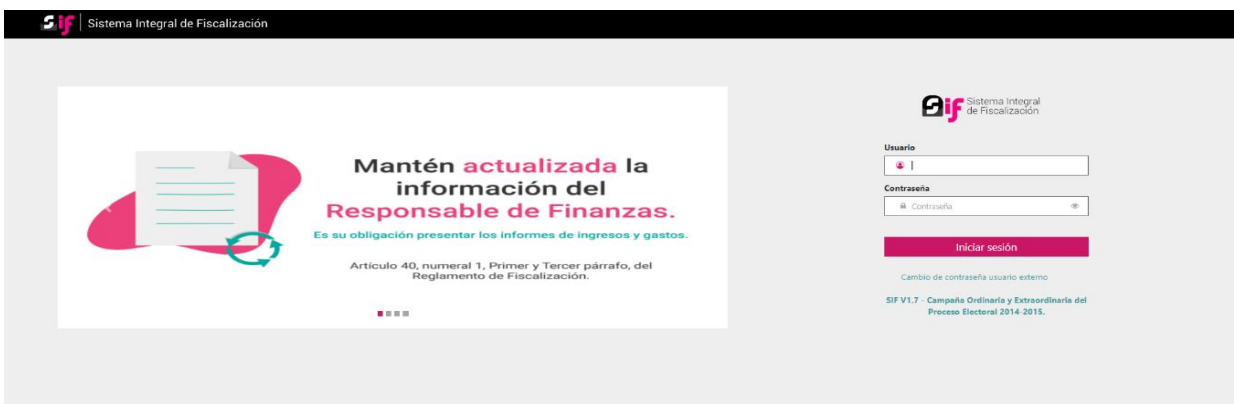 sif Sistema Integral de Fiscalización
Mantén actualizada la
información del
Responsable de Finanzas.
Es su obligación presentar los informes de ingresos y gastos.
Artículo 40, numeral 1, Primer y Tercer párrafo, del
Reglamento de Fiscalización.
sif Sistema Integral
de Fiscalización
Usuario
Contraseña
Contraseña
Iniciar sesión
Cambio de contraseña usuario externo
SIF V1.7 - Campaña Ordinaria y Extraordinaria del
Proceso Electoral 2014-2015.